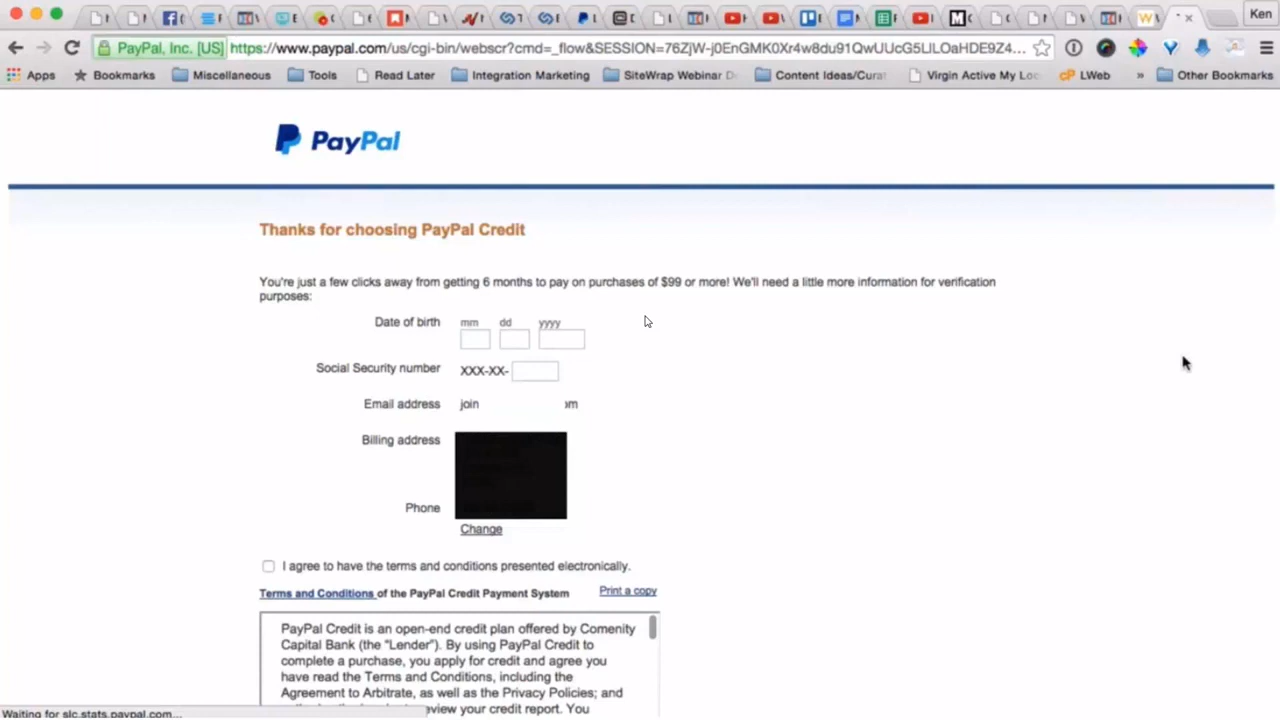 Ken
PayPal, Inc. [US] https://www.paypal.com/us/cgi-bin/webscr?cmd=_flow&SESSION=76ZjW-j0EnGMK0Xr4w8du91QwUUcG5LlLOaHDE9Z4...
Apps Bookmarks Miscellaneous Tools Read Later Integration Marketing SiteWrap Webinar Content Ideas/Curat Virgin Active My Loc LWeb » Other Bookmarks
PayPal
Thanks for choosing PayPal Credit
You're just a few clicks away from getting 6 months to pay on purchases of $99 or more! We'll need a little more information for verification
purposes:
Date of birth mm dd yyyy
Social Security number XXX-XX-
Email address join om
Billing address
Phone
Change
I agree to have the terms and conditions presented electronically.
Terms and Conditions of the PayPal Credit Payment System Print a copy
PayPal Credit is an open-end credit plan offered by Comenity
Capital Bank (the "Lender"). By using PayPal Credit to
complete a purchase, you apply for credit and agree you
have read the Terms and Conditions, including the
Agreement to Arbitrate, as well as the Privacy Policies; and
review your credit report. You
Waiting for slc.stats.paypal.com...